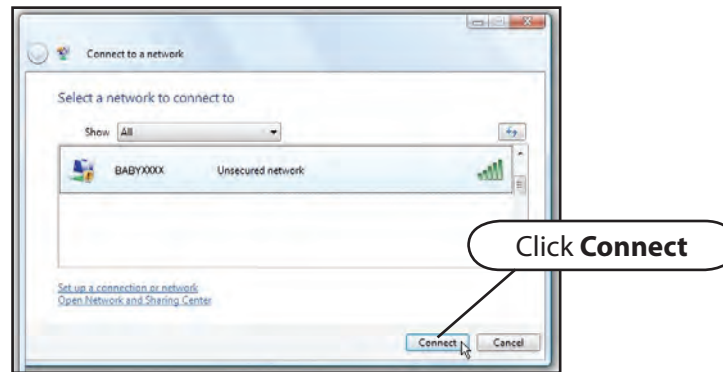 Connect to a network
Select a network to connect to
Show All
BABYXXXX Unsecured network
Click Connect
Set up a connection or network
Open Network and Sharing Center
Connect Cancel